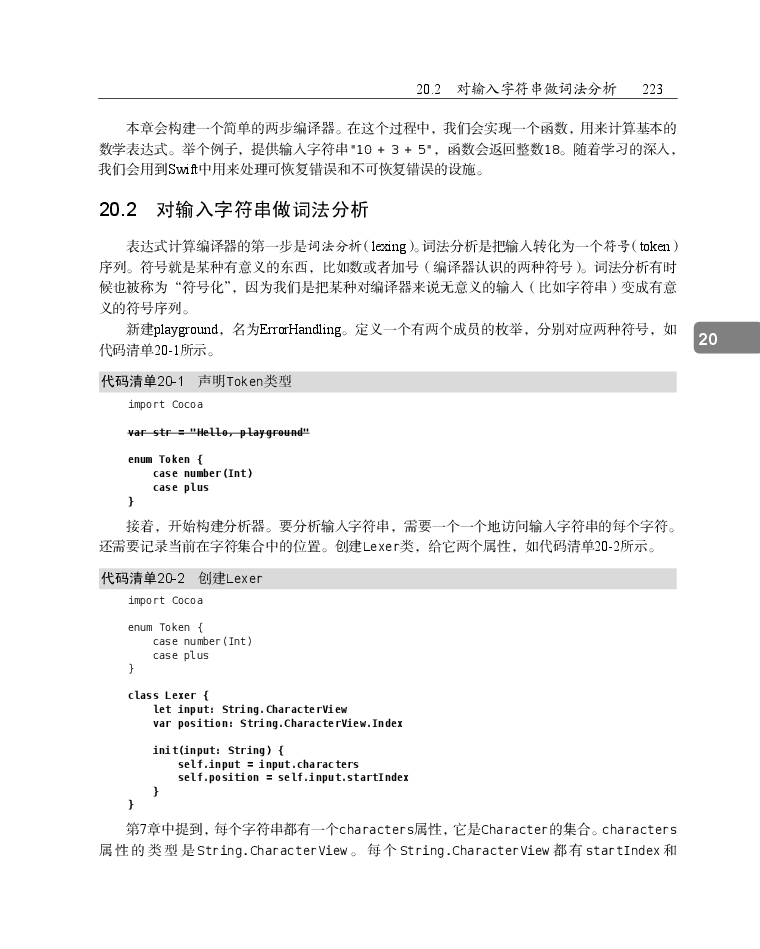 20.2 对输入字符串做词法分析 223
本章会构建一个简单的两步编译器。在这个过程中，我们会实现一个函数，用来计算基本的
数学表达式。举个例子，提供输入字符串"10 + 3 + 5"，函数会返回整数18。随着学习的深入，
我们会用到Swift中用来处理可恢复错误和不可恢复错误的设施。
20.2 对输入字符串做词法分析
表达式计算编译器的第一步是词法分析（lexing）。词法分析是把输入转化为一个符号（token）
序列。符号就是某种有意义的东西，比如数或者加号（编译器认识的两种符号）。词法分析有时
候也被称为“符号化”，因为我们是把某种对编译器来说无意义的输入（比如字符串）变成有意
义的符号序列。
新建playground，名为ErrorHandling。定义一个有两个成员的枚举，分别对应两种符号，如
代码清单20-1所示。
20
代码清单20-1 声明Token类型
import Cocoa
var str = "Hello, playground"
enum Token {
    case number(Int)
    case plus
}
接着，开始构建分析器。要分析输入字符串，需要一个一个地访问输入字符串的每个字符。
还需要记录当前在字符集合中的位置。创建Lexer类，给它两个属性，如代码清单20-2所示。
代码清单20-2 创建Lexer
import Cocoa
enum Token {
    case number(Int)
    case plus
}
class Lexer {
    let input: String.CharacterView
    var position: String.CharacterView.Index
    init(input: String) {
        self.input = input.characters
        self.position = self.input.startIndex
    }
}
第7章中提到，每个字符串都有一个characters属性，它是Character的集合。characters
属性的类型是String.CharacterView。每个String.CharacterView都有startIndex和